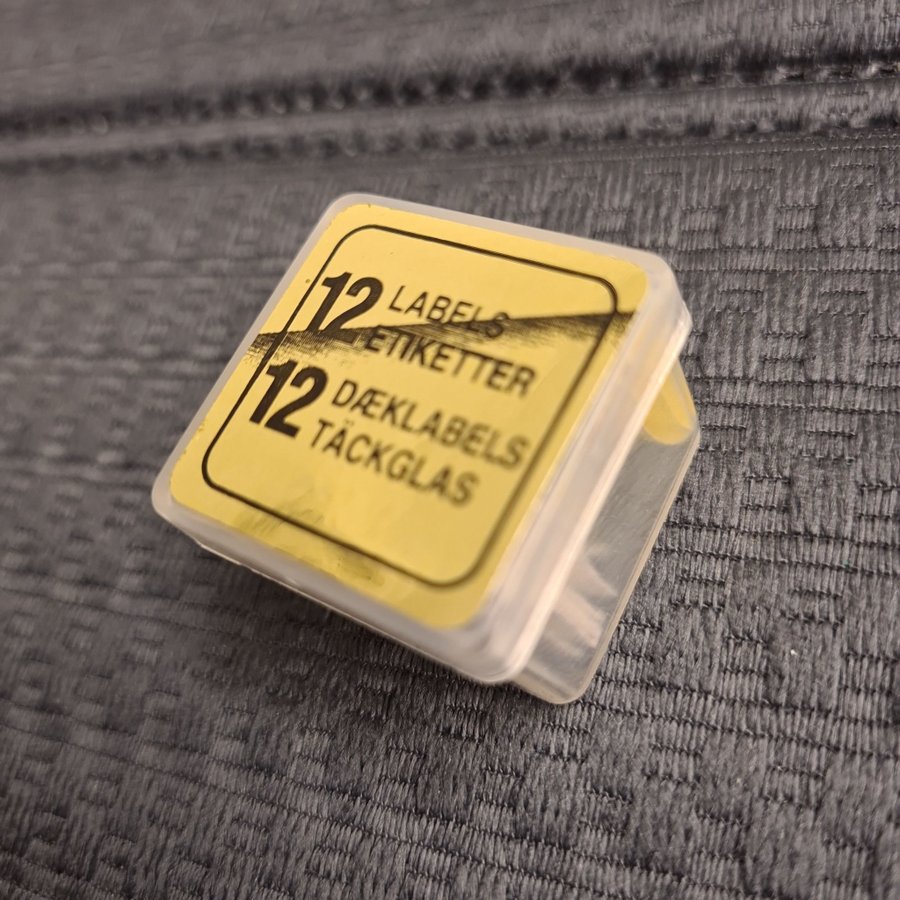 12 LABELS
ETIKETTER
12 DÆKLABELS
TÄCKGLAS